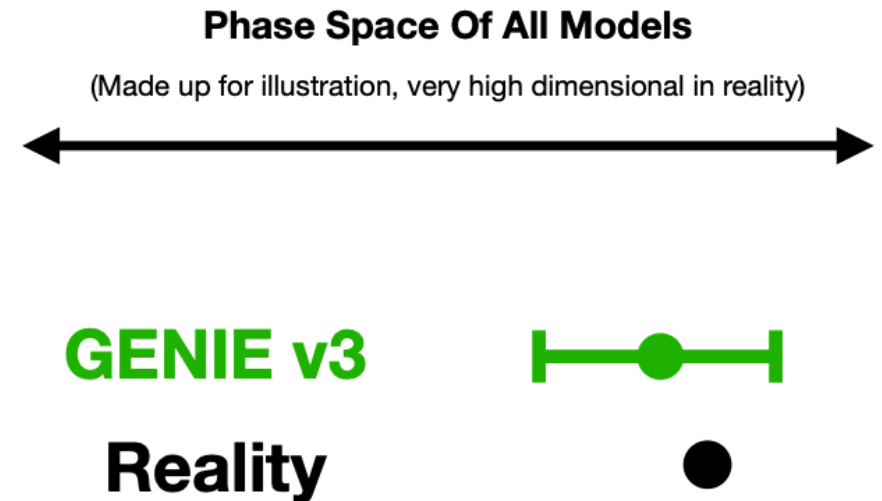 Phase Space Of All Models
(Made up for illustration, very high dimensional in reality)
GENIE v3
Reality